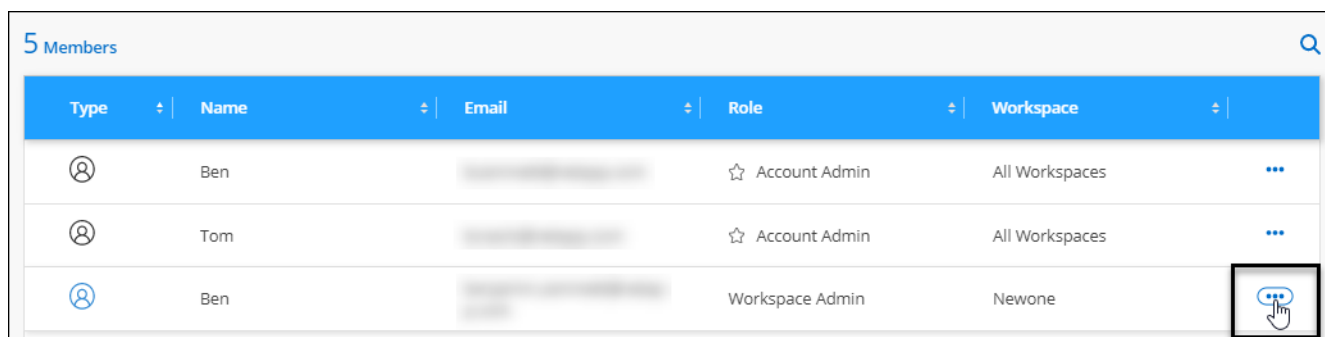 5 Members
Type Name Email Role Workspace
Ben Account Admin All Workspaces
Tom Account Admin All Workspaces
Ben Workspace Admin Newone